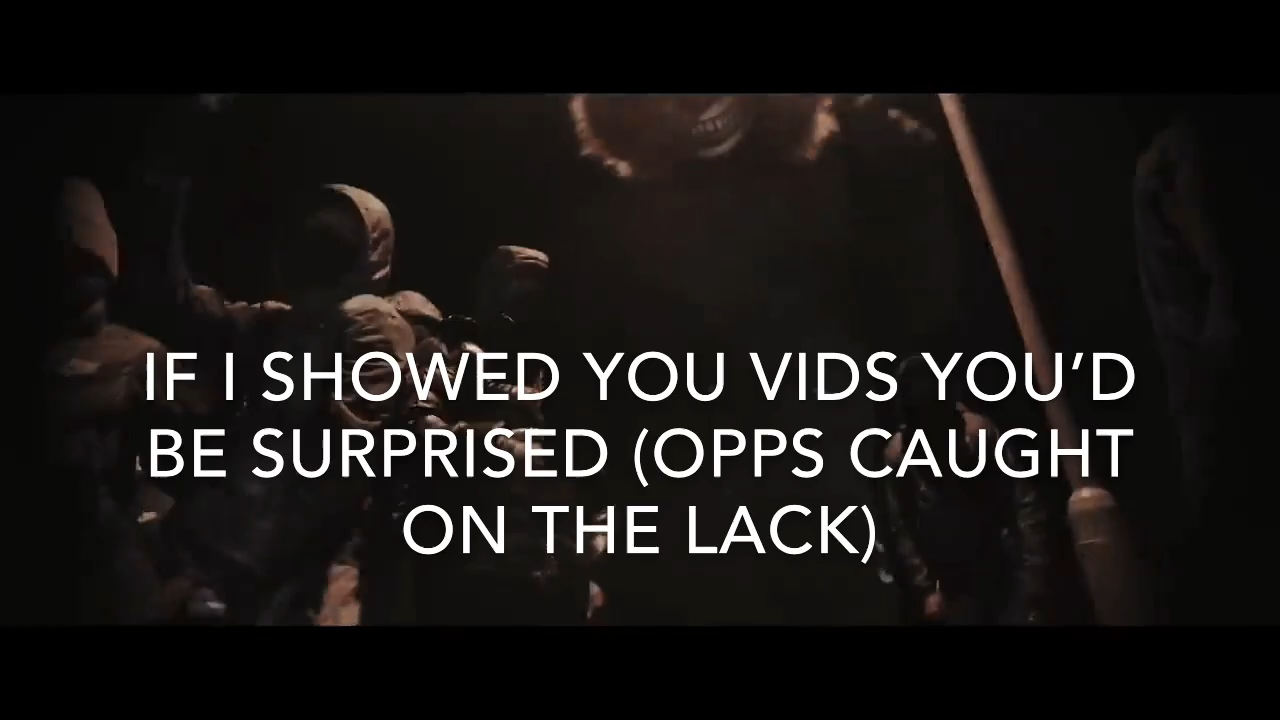 IF I SHOWED YOU VIDS YOU’D
BE SURPRISED (OPPS CAUGHT
ON THE LACK)